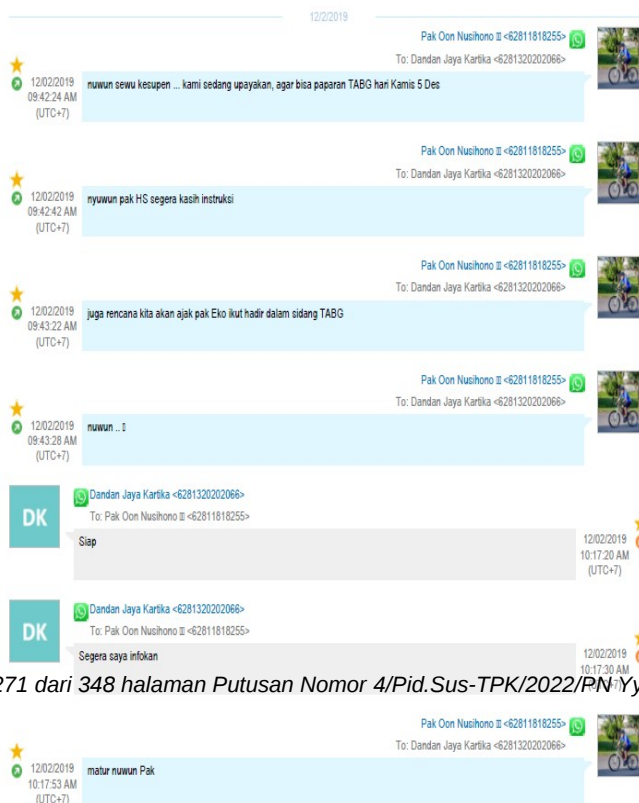 12/2/2019
Pak Oon Nusihono <62811818255>
To: Dandan Jaya Kartika <6281320202066>
12/02/2019
09:42:24 AM
(UTC+7)
nuwun sewu kesupen ... kami sedang upayakan, agar bisa paparan TABG hari Kamis 5 Des
Pak Oon Nusihono <62811818255>
To: Dandan Jaya Kartika <6281320202066>
12/02/2019
09:42:42 AM
(UTC+7)
nyuwun pak HS segera kasih instruksi
Pak Oon Nusihono <62811818255>
To: Dandan Jaya Kartika <6281320202066>
12/02/2019
09:43:22 AM
(UTC+7)
juga rencana kita akan ajak pak Eko ikut hadir dalam sidang TABG
Pak Oon Nusihono <62811818255>
To: Dandan Jaya Kartika <6281320202066>
12/02/2019
09:43:28 AM
(UTC+7)
nuwun ..
DK
Dandan Jaya Kartika <6281320202066>
To: Pak Oon Nusihono <62811818255>
Siap
12/02/2019
10:17:20 AM
(UTC+7)
DK
Dandan Jaya Kartika <6281320202066>
To: Pak Oon Nusihono <62811818255>
Segera saya infokan
12/02/2019
10:17:30 AM
(UTC+7)
271 dari 348 halaman Putusan Nomor 4/Pid.Sus-TPK/2022/PN Yy
Pak Oon Nusihono <62811818255>
To: Dandan Jaya Kartika <6281320202066>
12/02/2019
10:17:53 AM
(UTC+7)
matur nuwun Pak